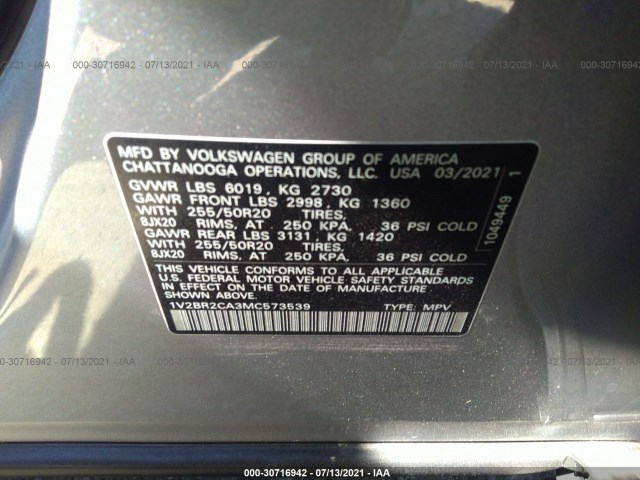 000-30716942 - 07/13/2021 - IAA
MFD BY VOLKSWAGEN GROUP OF AMERICA
CHATTANOOGA OPERATIONS, LLC. USA 03/2021
GVWR LBS 6019, KG 2730
GAWR FRONT LBS 2998, KG 1360
WITH 255/50R20 TIRES,
8JX20 RIMS, AT 250 KPA, 36 PSI COLD
GAWR REAR LBS 3131, KG 1420
WITH 255/50R20 TIRES,
8JX20 RIMS, AT 250 KPA, 36 PSI COLD
THIS VEHICLE CONFORMS TO ALL APPLICABLE
U.S. FEDERAL MOTOR VEHICLE SAFETY STANDARDS
IN EFFECT ON THE DATE OF MANUFACTURE
SHOWN ABOVE.
1V2BR2CA3MC573539 TYPE: MPV
1049449 1
000-30716942 - 07/13/2021 - IAA